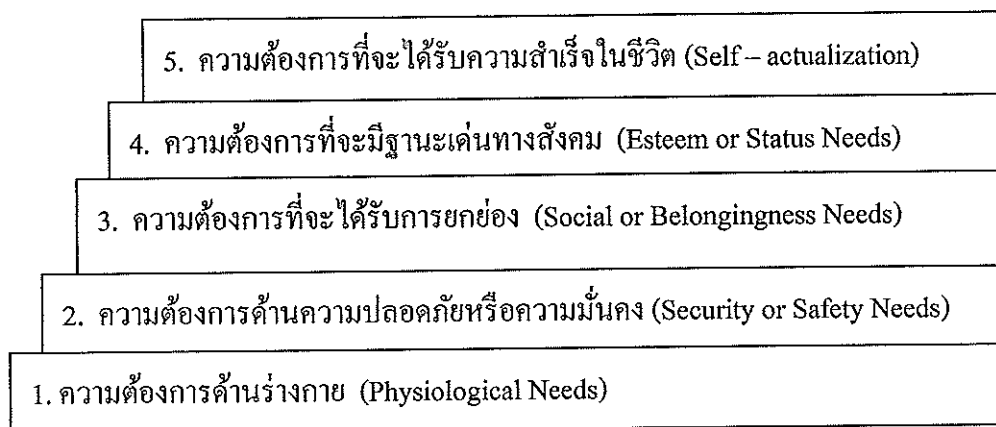 5. ความต้องการที่จะได้รับความสำเร็จในชีวิต (Self – actualization)
4. ความต้องการที่จะมีฐานะเด่นทางสังคม (Esteem or Status Needs)
3. ความต้องการที่จะได้รับการยกย่อง (Social or Belongingness Needs)
2. ความต้องการด้านความปลอดภัยหรือความมั่นคง (Security or Safety Needs)
1. ความต้องการด้านร่างกาย (Physiological Needs)